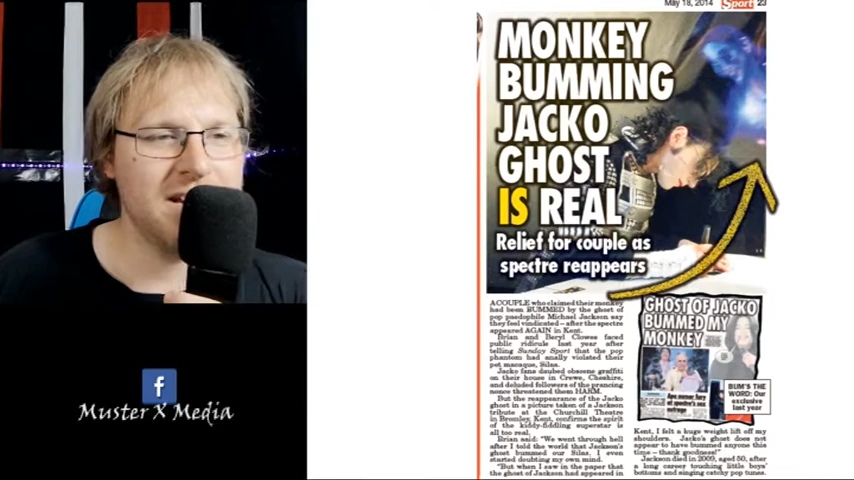 May 18, 2014 Sport 23
MONKEY
BUMMING
JACKO
GHOST
IS REAL
Relief for couple as
spectre reappears
A COUPLE who claimed their monkey
had been BUMMED by the ghost of
pop paedophile Michael Jackson say
they feel vindicated – after the spectre
appeared AGAIN in Kent.
Brian and Beryl Clowes faced
public ridicule last year after
telling Sunday Sport that the pop
phantom had anally violated their
pet macaque, Silas.
Jacko fans daubed obscene graffiti
on their house in Crewe, Cheshire,
and deluded followers of the prancing
nonce threatened them HARM.
But the reappearance of the Jacko
ghost in a picture taken of a Jackson
tribute at the Churchill Theatre
in Bromley, Kent, confirms the spirit
of the kiddy-fiddling superstar is
all too real.
Brian said: "We went through hell
after I told the world that Jackson's
ghost bummed our Silas. I even
started doubting my own mind.
"But when I saw in the paper that
the ghost of Jackson had appeared in
GHOST OF JACKO
BUMMED MY
MONKEY
BUM'S THE
WORD: Our
exclusive
last year
Kent, I felt a huge weight lift off my
shoulders. Jacko's ghost does not
appear to have bummed anyone this
time – thank goodness!"
Jackson died in 2009, aged 50, after
a long career touching little boys'
bottoms and singing catchy pop tunes.
f
Muster X Media